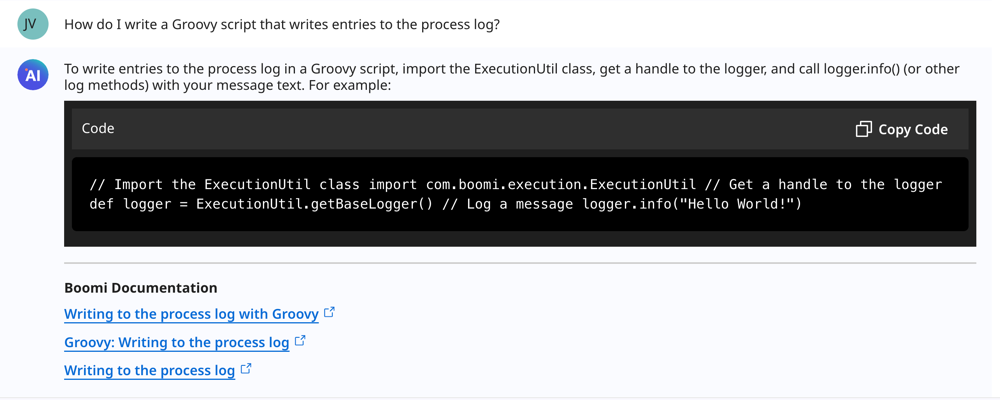 JV
How do I write a Groovy script that writes entries to the process log?
AI
To write entries to the process log in a Groovy script, import the ExecutionUtil class, get a handle to the logger, and call logger.info() (or other
log methods) with your message text. For example:
Code
Copy Code
// Import the ExecutionUtil class import com.boomi.execution.ExecutionUtil // Get a handle to the logger
def logger = ExecutionUtil.getBaseLogger() // Log a message logger.info("Hello World!")
Boomi Documentation
Writing to the process log with Groovy
Groovy: Writing to the process log
Writing to the process log